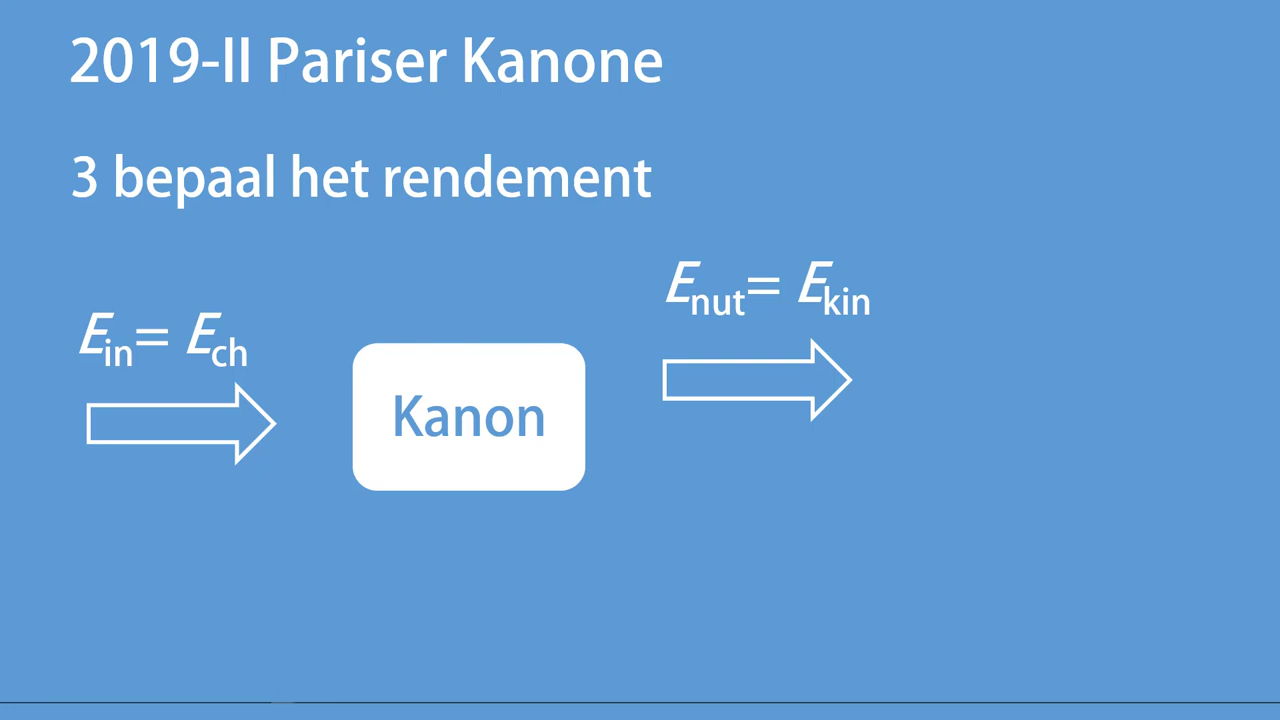 2019-II Pariser Kanone
3 bepaal het rendement
Enut= Ekin
Ein= Ech
Kanon